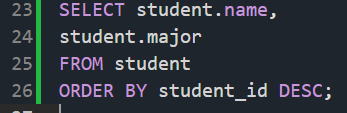 23 SELECT student.name,
24 student.major
25 FROM student
26 ORDER BY student_id DESC;